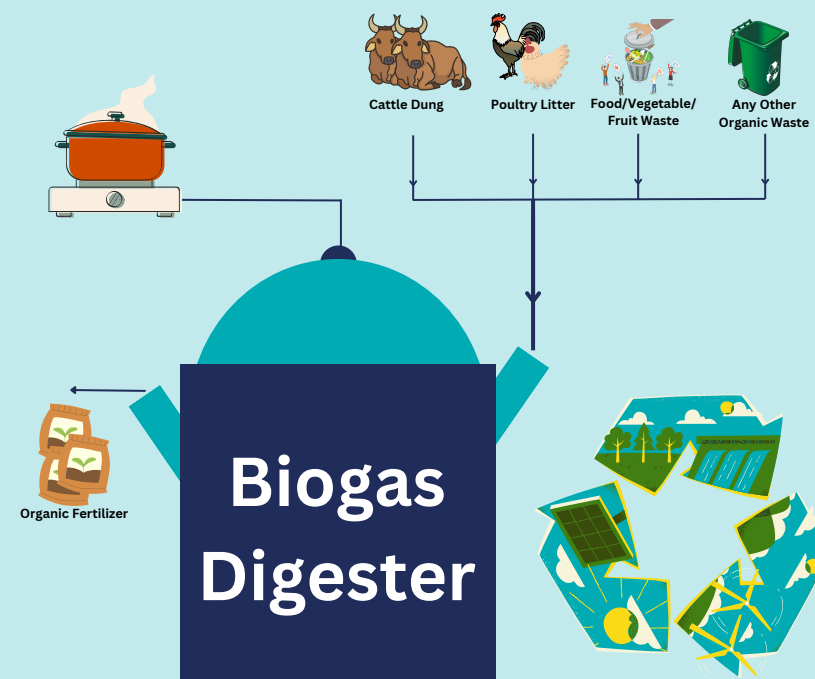 Cattle Dung
Poultry Litter
Food/Vegetable/
Fruit Waste
Any Other
Organic Waste
Organic Fertilizer
Biogas
Digester